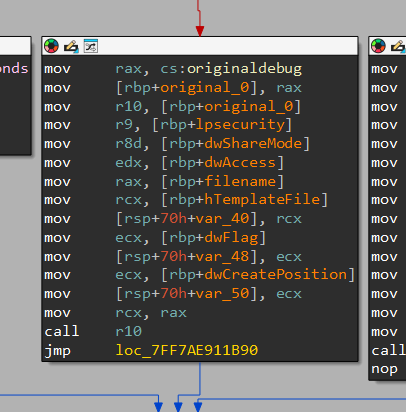 onds
mov rax, cs:originaldebug
mov [rbp+original_0], rax
mov r10, [rbp+original_0]
mov r9, [rbp+lpsecurity]
mov r8d, [rbp+dwShareMode]
mov edx, [rbp+dwAccess]
mov rax, [rbp+filename]
mov rcx, [rbp+hTemplateFile]
mov [rsp+70h+var_40], rcx
mov ecx, [rbp+dwFlag]
mov [rsp+70h+var_48], ecx
mov ecx, [rbp+dwCreatePosition]
mov [rsp+70h+var_50], ecx
mov rcx, rax
call r10
jmp loc_7FF7AE911B90
mov
mov
mov
mov
mov
mov
mov
mov
mov
mov
mov
mov
mov
mov
call
nop